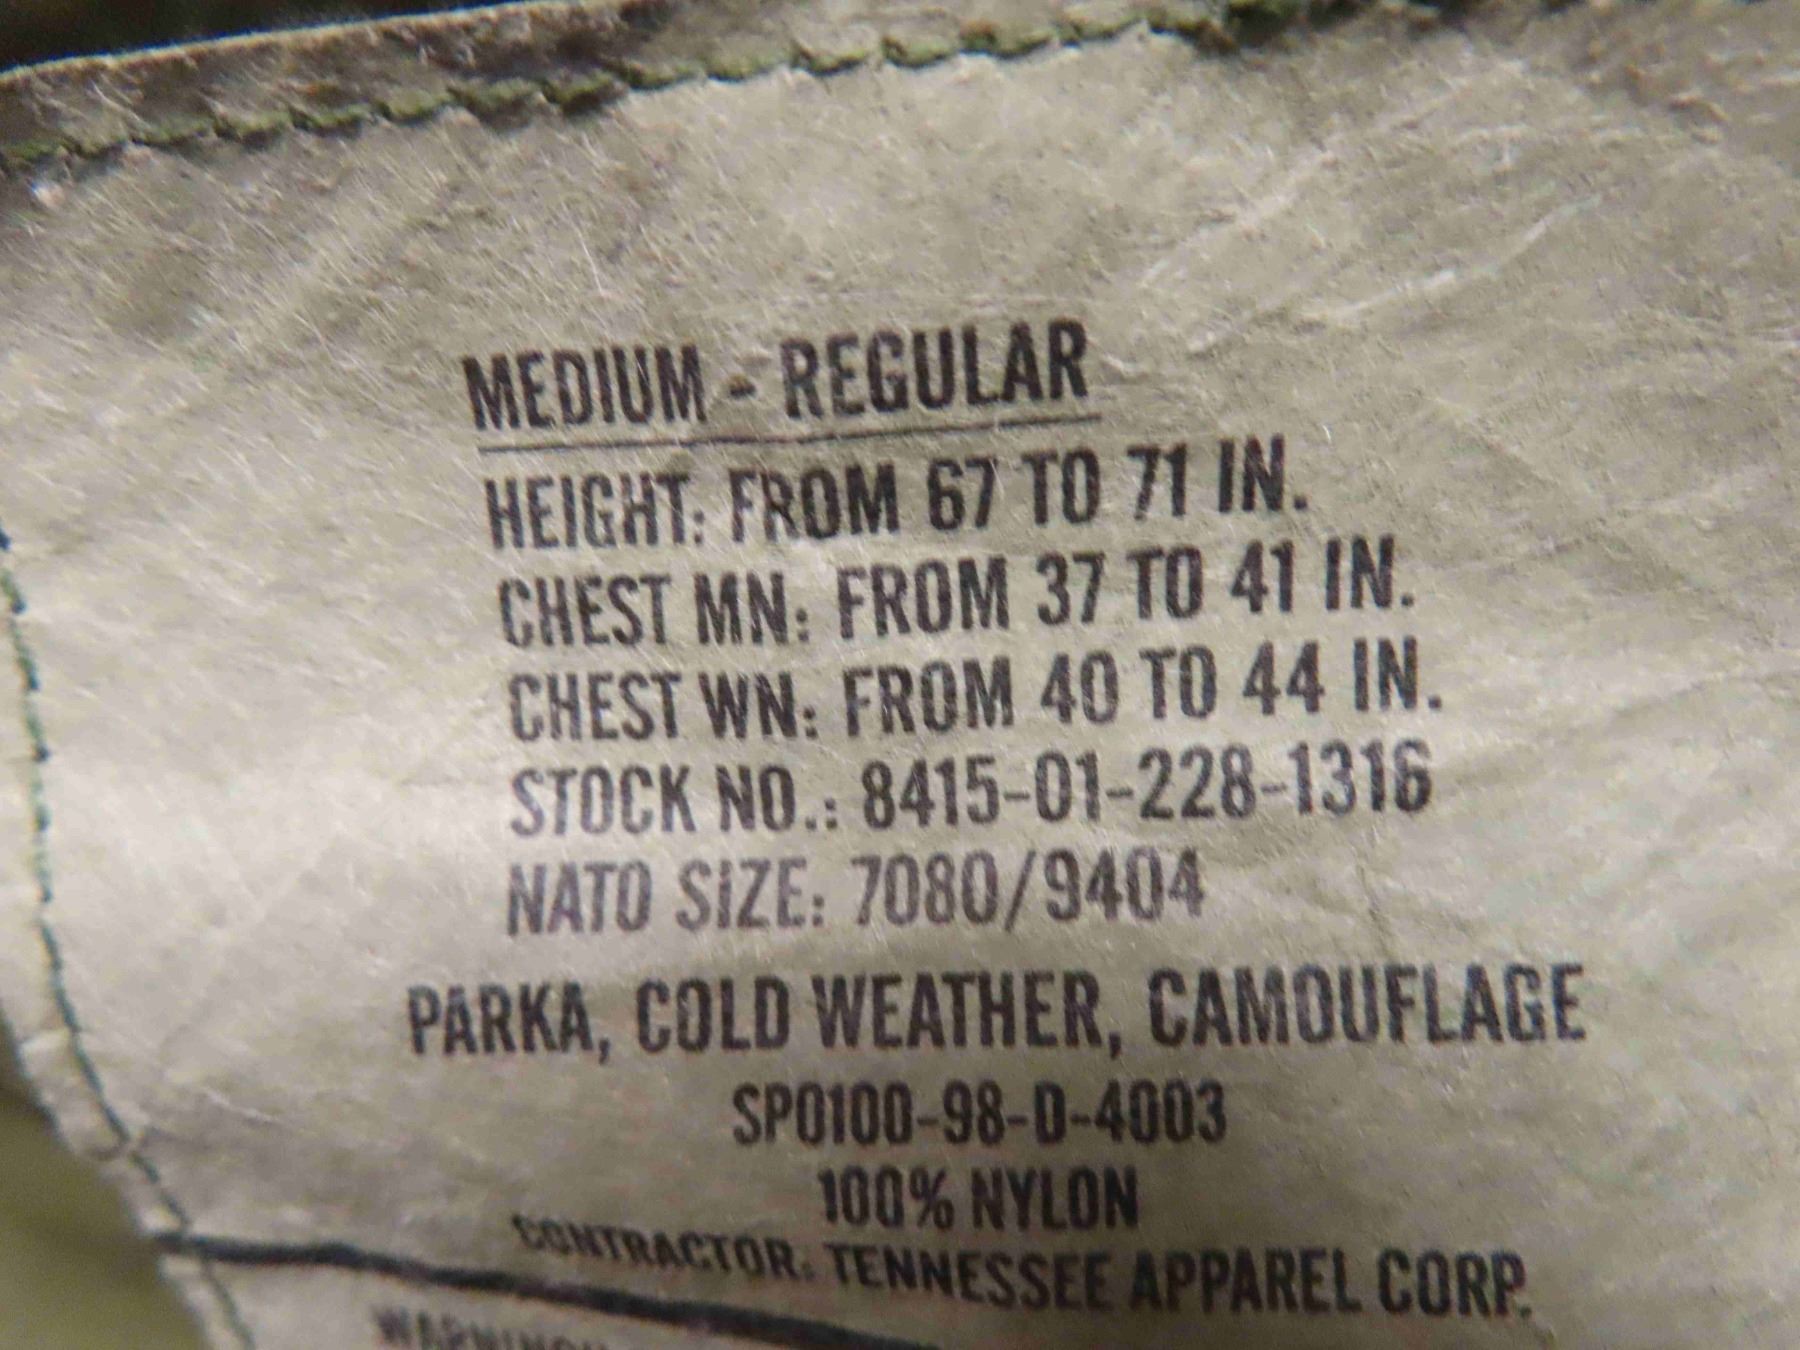 MEDIUM - REGULAR
HEIGHT: FROM 67 TO 71 IN.
CHEST MN: FROM 37 TO 41 IN.
CHEST WN: FROM 40 TO 44 IN.
STOCK NO.: 8415-01-228-1316
NATO SIZE: 7080/9404
PARKA, COLD WEATHER, CAMOUFLAGE
SP0100-98-D-4003
100% NYLON
CONTRACTOR: TENNESSEE APPAREL CORP.